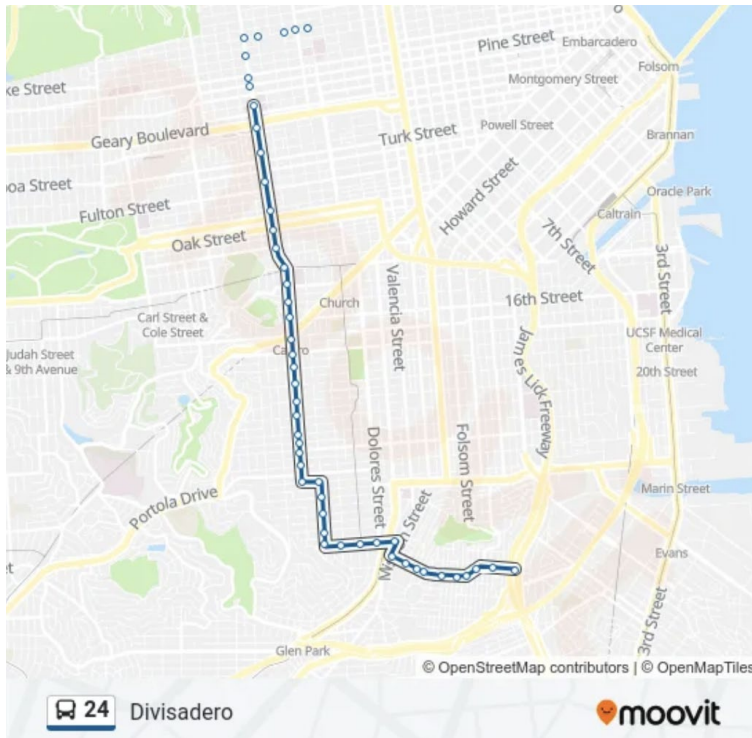 Pine Street
Embarcadero
Folsom
ke Street
Montgomery Street
Geary Boulevard
Turk Street
Powell Street
Brannan
oa Street
Howard Street
Oracle Park
Fulton Street
Caltrain
Oak Street
7th Street
3rd Street
Valencia Street
16th Street
Church
Carl Street &
Cole Street
UCSF Medical
Center
Judah Street
& 9th Avenue
James Lick Freeway
20th Street
Dolores Street
Folsom Street
Portola Drive
Marin Street
Evans
3rd Street
Glen Park
© OpenStreetMap contributors | © OpenMapTiles
24 Divisadero
moovit